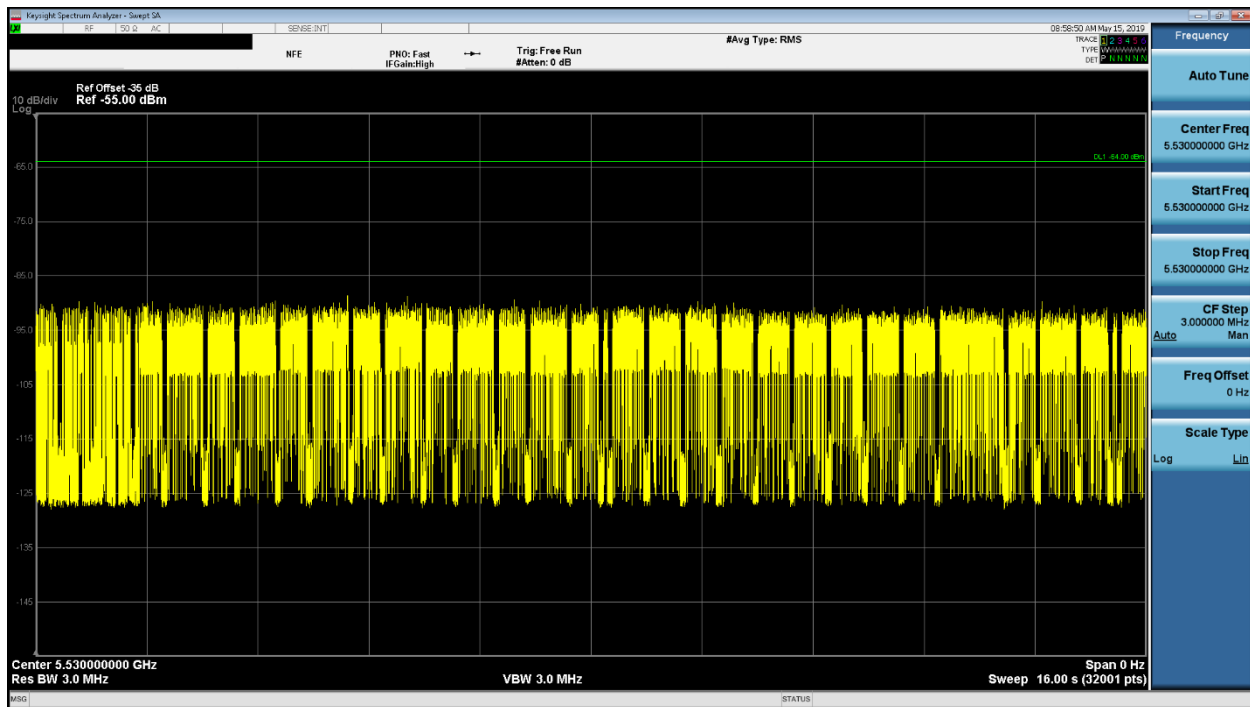 Keysight Spectrum Analyzer - Swept SA
RF 50 Ω AC SENSE:INT 08:58:50 AM May 15, 2019
NFE PNO: Fast Trig: Free Run #Avg Type: RMS TRACE 1 2 3 4 5 6
IFGain:High #Atten: 0 dB TYPE
DET P N N N N N
Ref Offset -35 dB
10 dB/div Ref -55.00 dBm
Log
DL1 -64.00 dBm
-65.0
-75.0
-85.0
-95.0
-105
-115
-125
-135
-145
Center 5.530000000 GHz Span 0 Hz
Res BW 3.0 MHz VBW 3.0 MHz Sweep 16.00 s (32001 pts)
MSG STATUS
Frequency
Auto Tune
Center Freq
5.530000000 GHz
Start Freq
5.530000000 GHz
Stop Freq
5.530000000 GHz
CF Step
3.000000 MHz
Auto Man
Freq Offset
0 Hz
Scale Type
Log Lin